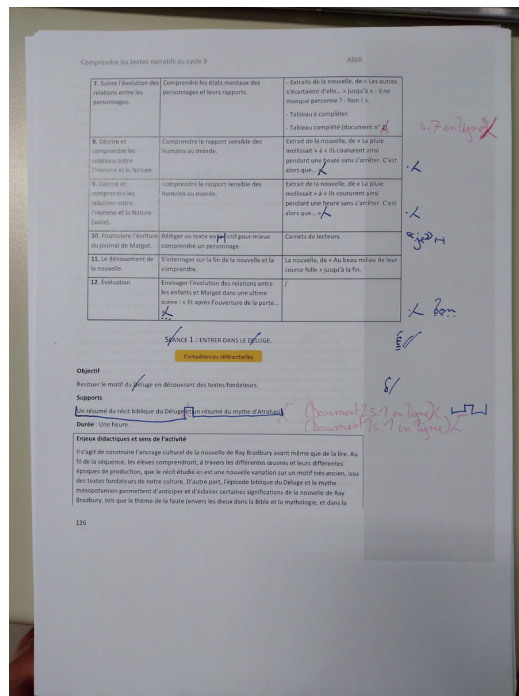 Comprendre les textes narratifs au cycle 3
AGIR
7. Suivre l'évolution des relations entre les personnages.
Comprendre les états mentaux des personnages et leurs rapports.
- Extraits de la nouvelle, de « Les autres s'écartaient d'elle... » jusqu'à « - Il ne manque personne ? - Non ! ».
- Tableau à compléter.
- Tableau complété (document n°
s.7 en ligne
8. Décrire et comprendre les relations entre l'Homme et la Nature
Comprendre le rapport sensible des humains au monde.
Extrait de la nouvelle, de « La pluie mollissait » à « Ils coururent ainsi pendant une heure sans s'arrêter. C'est alors que...
9. Décrire et comprendre les relations entre l'Homme et la Nature (suite).
Comprendre le rapport sensible des humains au monde.
Extrait de la nouvelle, de « La pluie mollissait » à « Ils coururent ainsi pendant une heure sans s'arrêter. C'est alors que... »
10. Poursuivre l'écriture du journal de Margot.
Rédiger un texte en ctif pour mieux comprendre un personnage.
Carnets de lecteurs.
« je » H
11. Le dénouement de la nouvelle.
S'interroger sur la fin de la nouvelle et la comprendre.
La nouvelle, de « Au beau milieu de leur course folle » jusqu'à la fin.
12. Évaluation
Envisager l'évolution des relations entre les enfants et Margot dans une ultime scène : « Et après l'ouverture de la porte...
/
SÉANCE 1 : ENTRER DANS LE DÉLUGE.
Compétences référentielles
Objectif
Restituer le motif du Déluge en découvrant des textes fondateurs.
Supports
Un résumé du récit biblique du Déluge et un résumé du mythe d'Atrahasis
(Document 2 s.1 en ligne)
(Document 1 s.1 en ligne)
Durée : Une heure.
Enjeux didactiques et sens de l'activité
Il s'agit de construire l'ancrage culturel de la nouvelle de Ray Bradbury avant même que de la lire. Au
fil de la séquence, les élèves comprendront, à travers les différentes œuvres et leurs différentes
époques de production, que le récit étudié ici est une nouvelle variation sur un motif très ancien, issu
des textes fondateurs de notre culture. D'autre part, l'épisode biblique du Déluge et le mythe
mésopotamien permettent d'anticiper et d'éclairer certaines significations de la nouvelle de Ray
Bradbury, tels que le thème de la faute (envers les dieux dans la Bible et la mythologie, et dans la
126